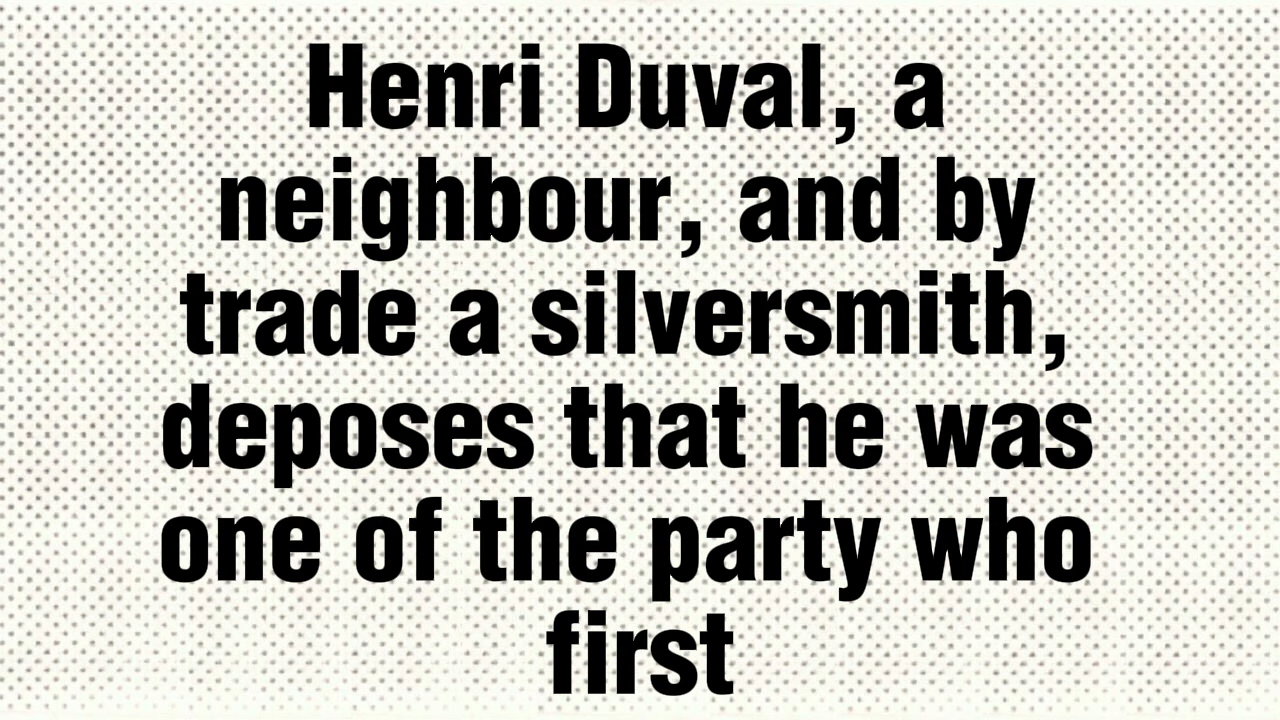 Henri Duval, a
neighbour, and by
trade a silversmith,
deposes that he was
one of the party who
first